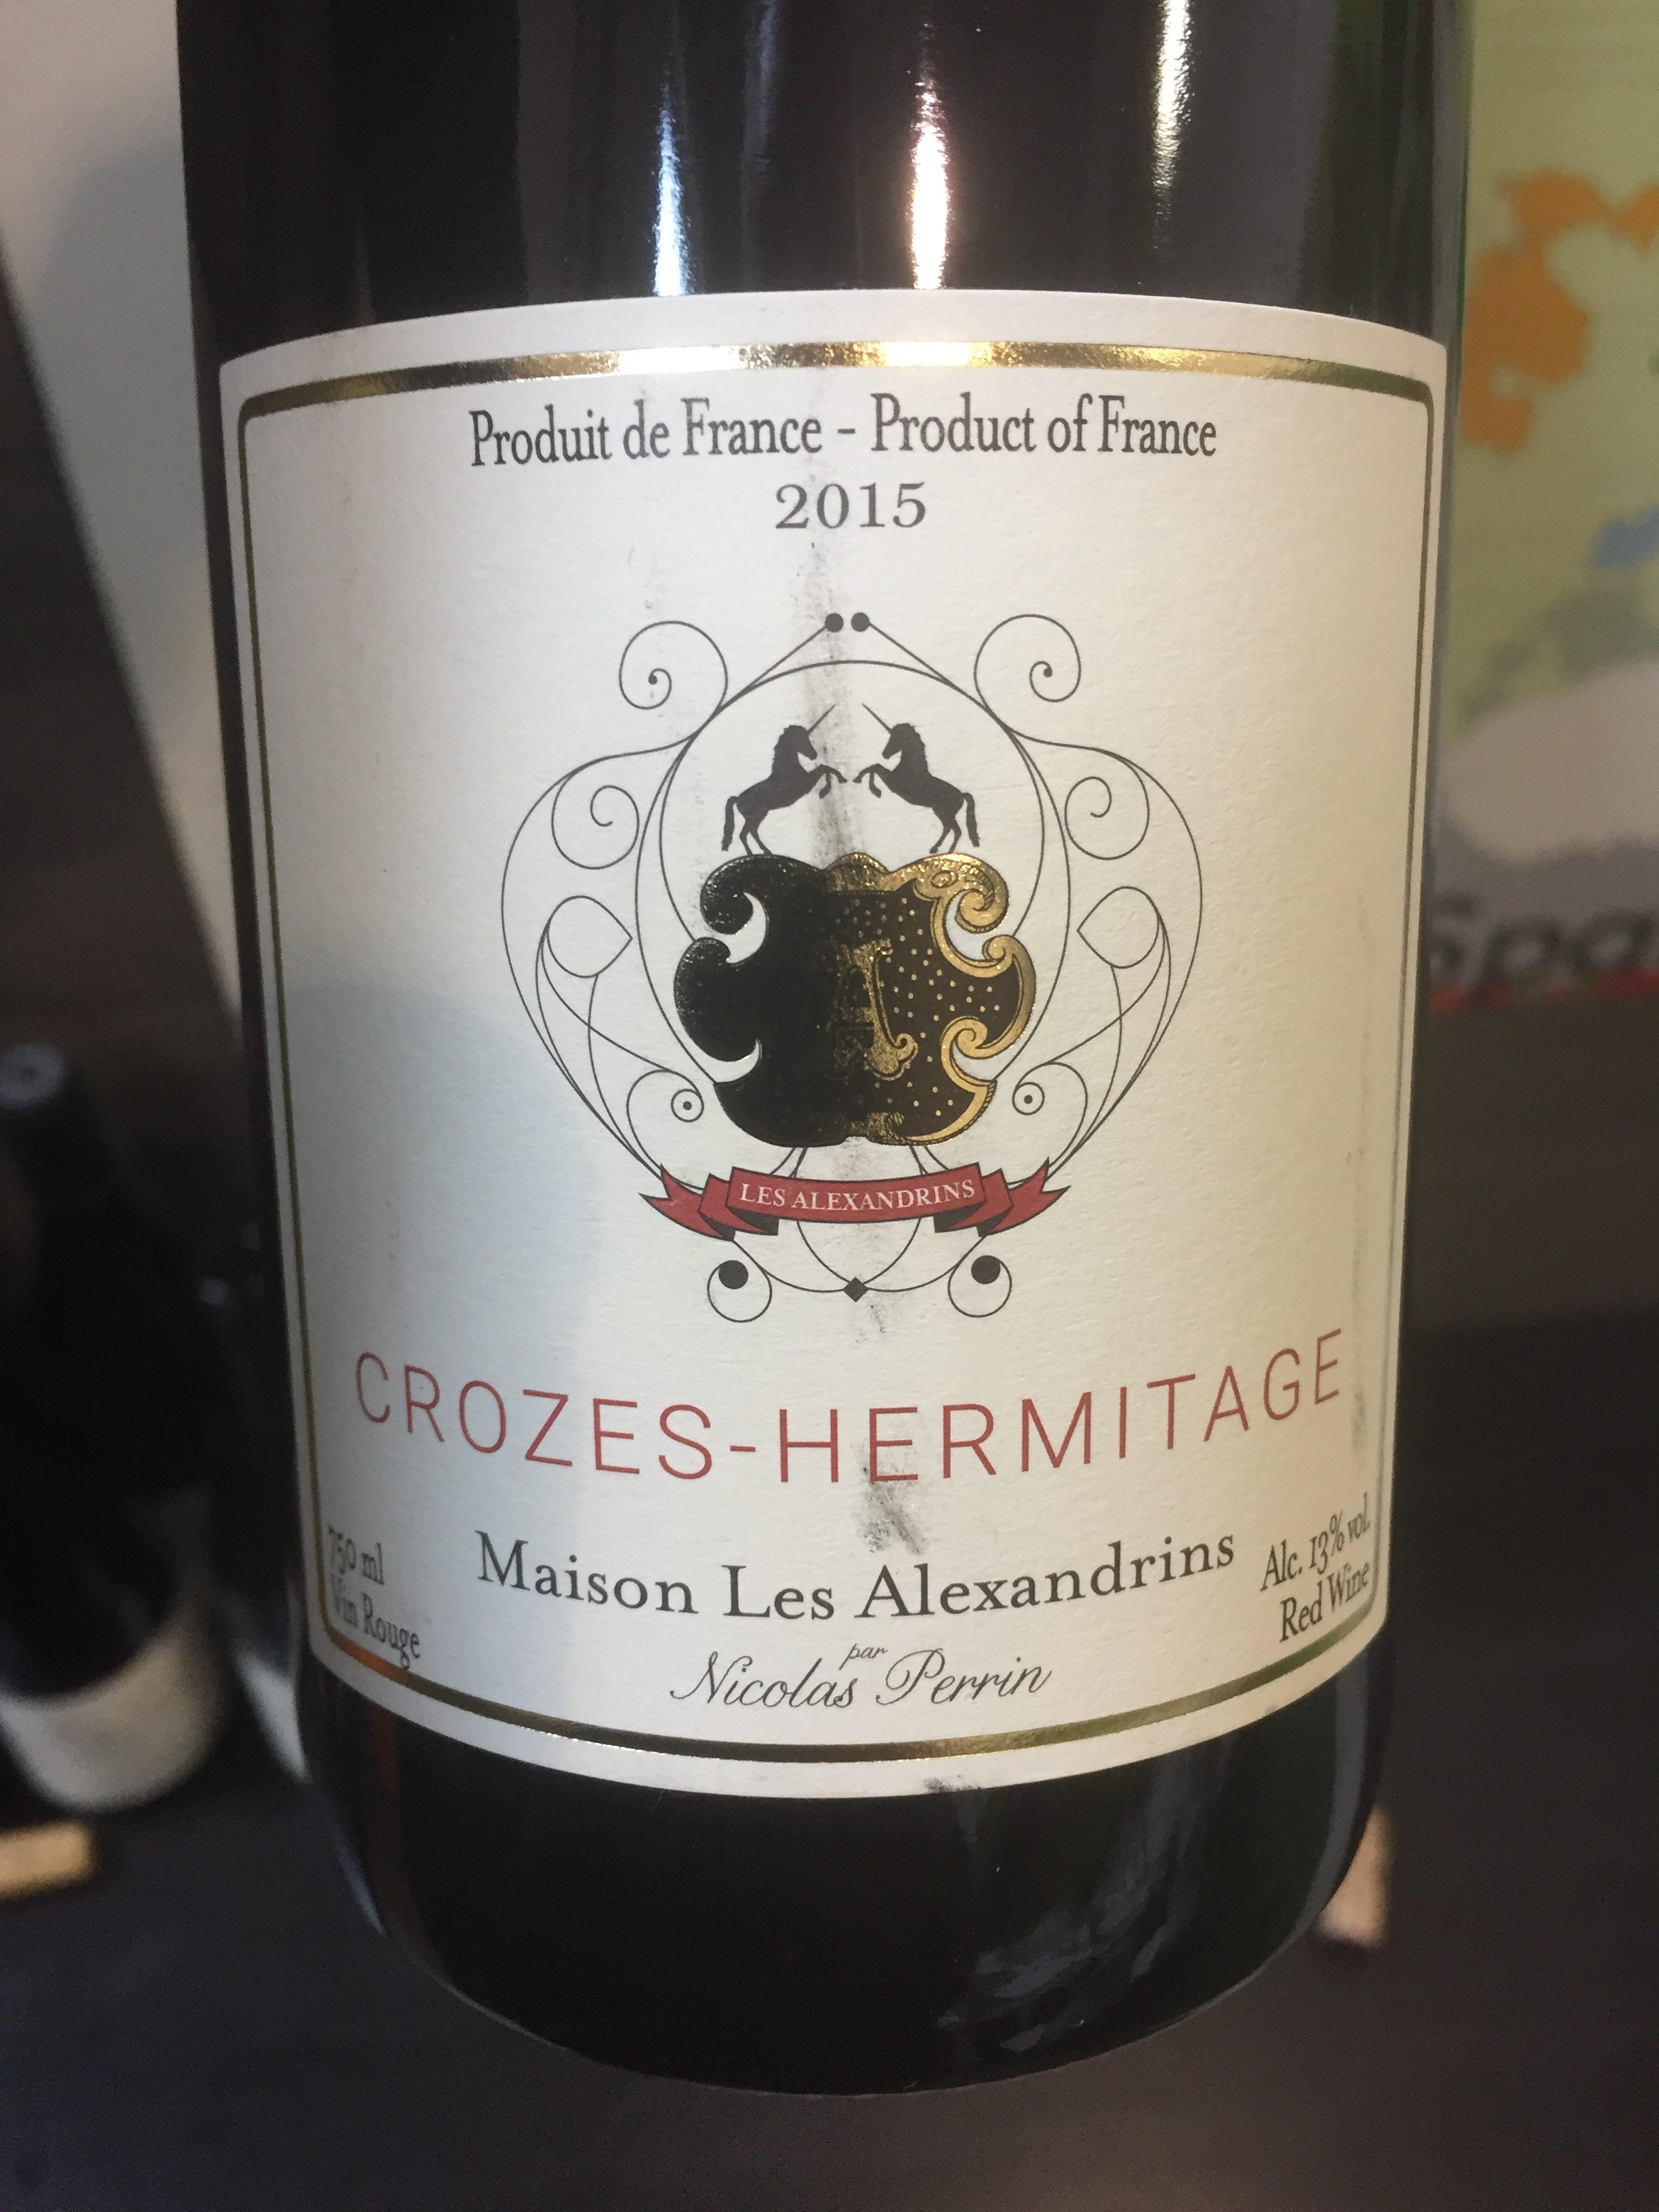 Produit de France - Product of France
2015
A
LES ALEXANDRINS
CROZES-HERMITAGE
Maison Les Alexandrins
par
Nicolas Perrin
750 ml
Vin Rouge
Alc. 13% vol.
Red Wine